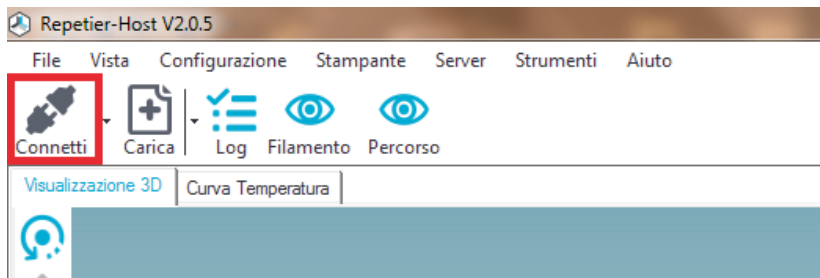 Repetier-Host V2.0.5
File Vista Configurazione Stampante Server Strumenti Aiuto
Connetti Carica Log Filamento Percorso
Visualizzazione 3D Curva Temperatura